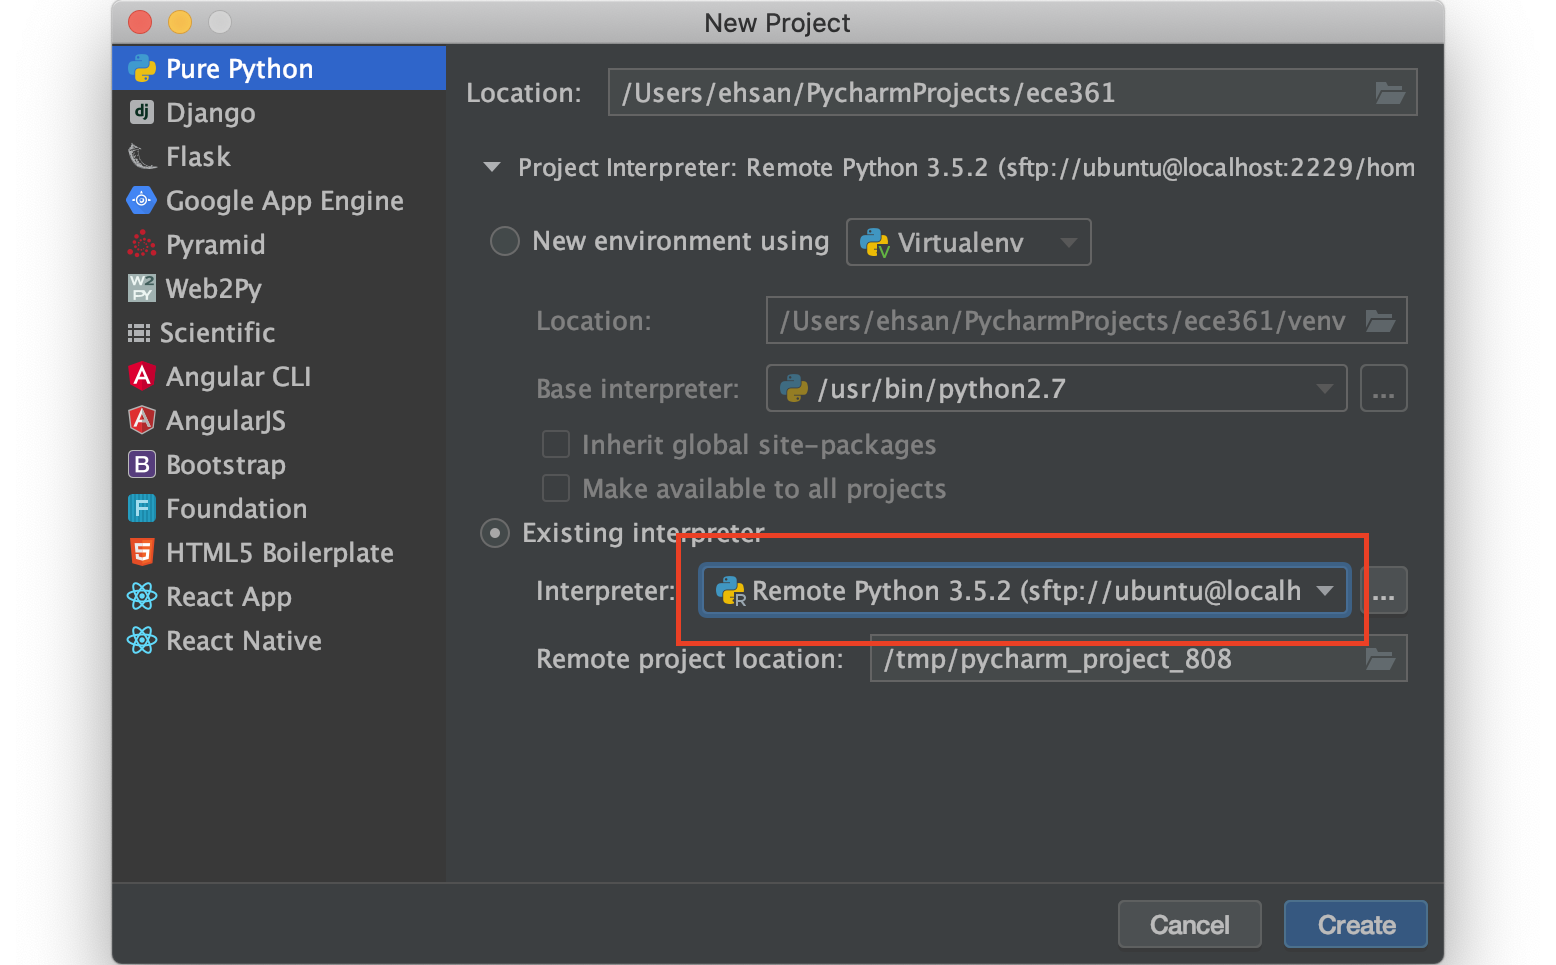 New Project
Pure Python
Django
Flask
Google App Engine
Pyramid
Web2Py
Scientific
Angular CLI
AngularJS
Bootstrap
Foundation
HTML5 Boilerplate
React App
React Native
Location: /Users/ehsan/PycharmProjects/ece361
Project Interpreter: Remote Python 3.5.2 (sftp://ubuntu@localhost:2229/hom
New environment using Virtualenv
Location: /Users/ehsan/PycharmProjects/ece361/venv
Base interpreter: /usr/bin/python2.7 ...
Inherit global site-packages
Make available to all projects
Existing interpreter
Interpreter: Remote Python 3.5.2 (sftp://ubuntu@localh ...
Remote project location: /tmp/pycharm_project_808
Cancel Create